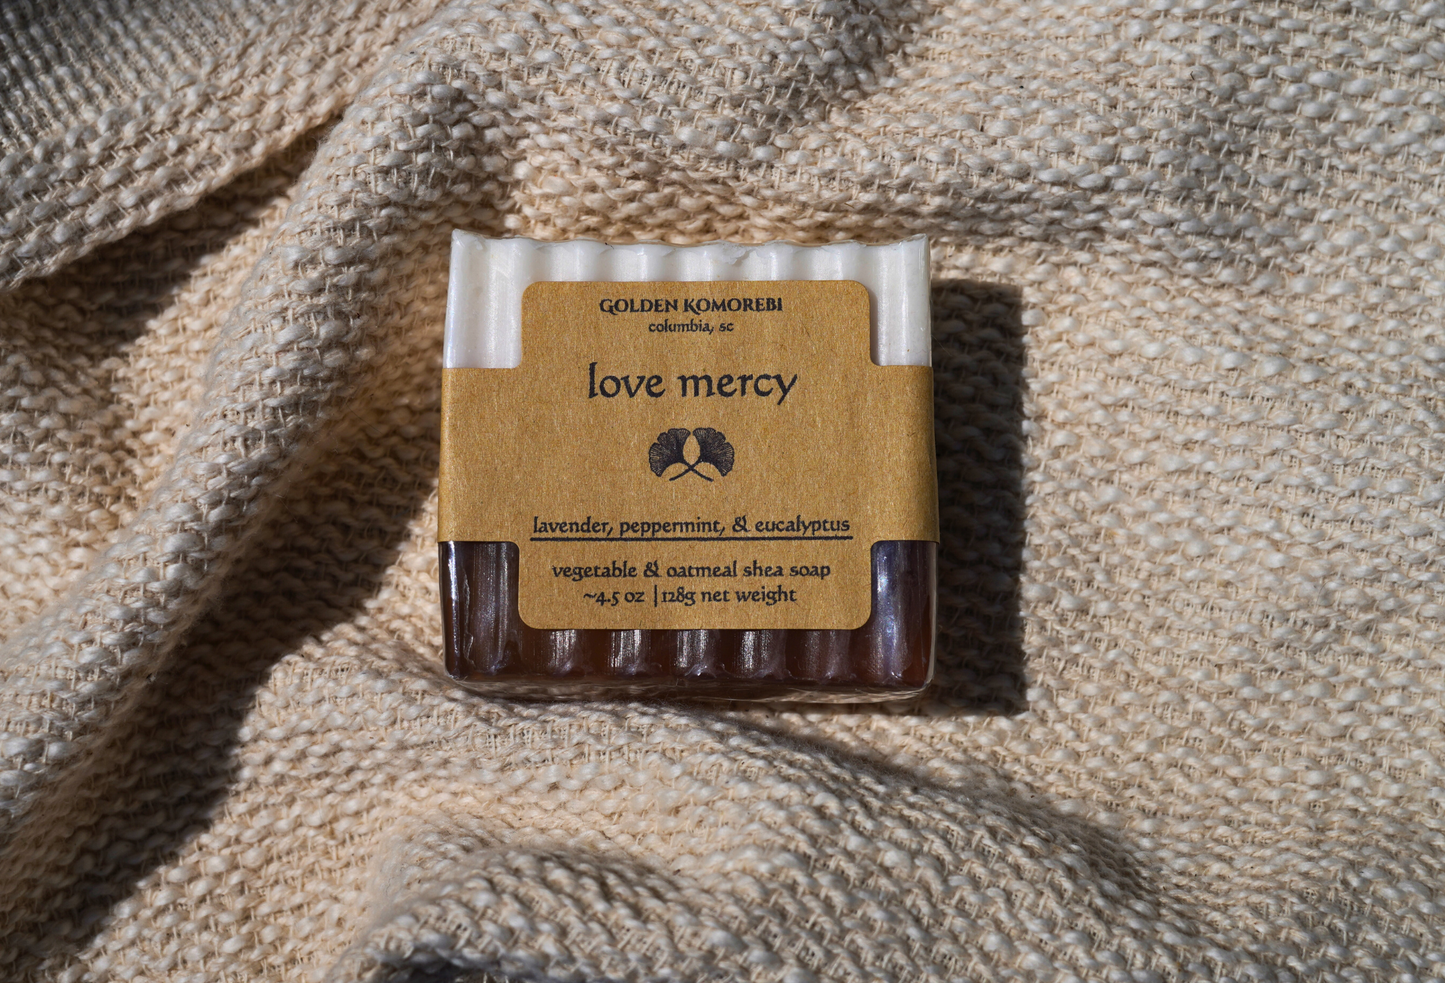 GOLDEN KOMOREBI
columbia, sc
love mercy
lavender, peppermint, & eucalyptus
vegetable & oatmeal shea soap
~4.5 oz | 128g net weight